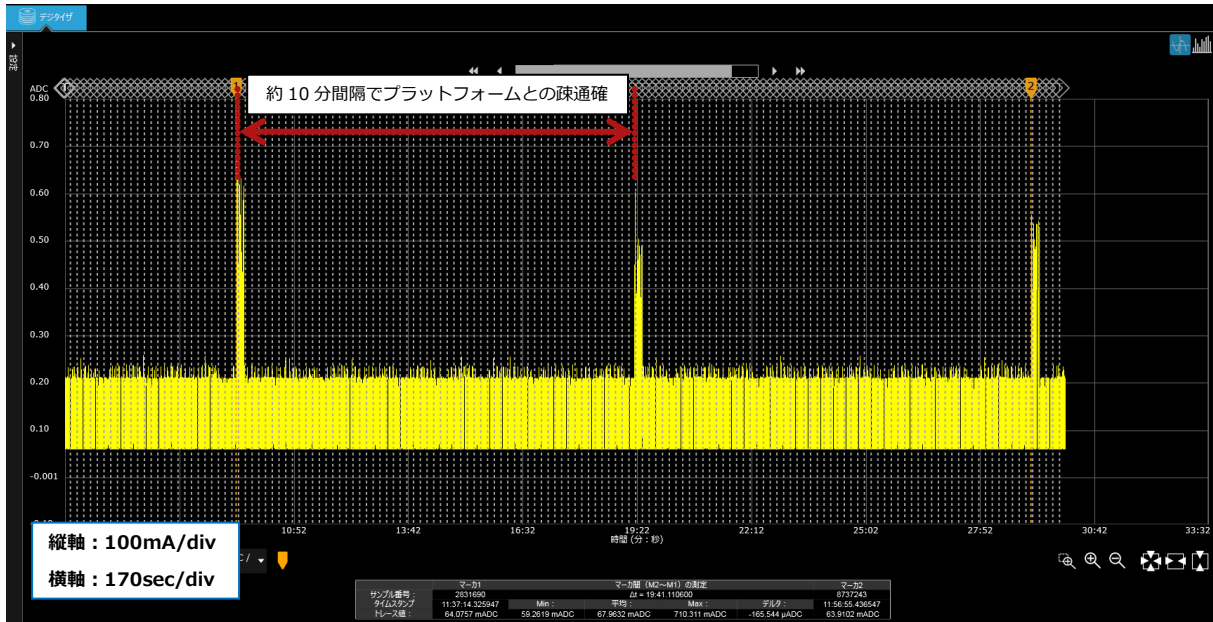 デジタイザ
設定
ADC
0.80
1
約 10 分間隔でプラットフォームとの疎通確
2
0.70
0.60
0.50
0.40
0.30
0.20
0.10
-0.001
10:52 13:42 16:32 19:22 22:12 25:02 27:52 30:42 33:32
時間 (分：秒)
縦軸：100mA/div
横軸：170sec/div
マーカ1 マーカ間（M2～M1）の測定 マーカ2
サンプル番号： 2831690 Δt = 19:41.110600 8737243
タイムスタンプ 11:37:14.325947 Min： 平均： Max： デルタ： 11:56:55.436547
トレース値： 64.0757 mADC 59.2619 mADC 67.9632 mADC 710.311 mADC -165.544 μADC 63.9102 mADC